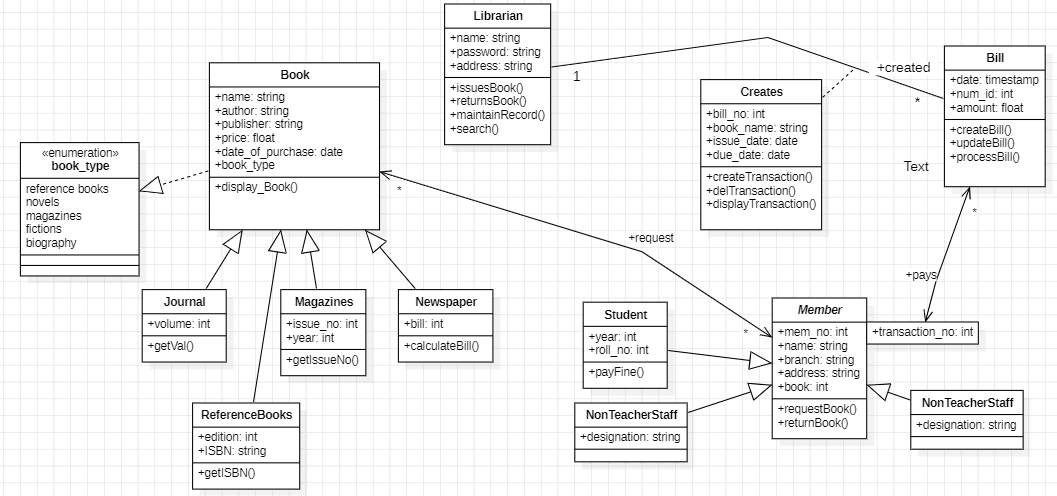 Librarian
+name: string
+password: string
+address: string
+issuesBook()
+returnsBook()
+maintainRecord()
+search()
1
+created
*
Bill
+date: timestamp
+num_id: int
+amount: float
+createBill()
+updateBill()
+processBill()
Text
*
+pays
Creates
+bill_no: int
+book_name: string
+issue_date: date
+due_date: date
+createTransaction()
+delTransaction()
+displayTransaction()
Book
+name: string
+author: string
+publisher: string
+price: float
+date_of_purchase: date
+book_type
+display_Book()
*
+request
*
«enumeration»
book_type
reference books
novels
magazines
fictions
biography
Journal
+volume: int
+getVal()
Magazines
+issue_no: int
+year: int
+getIssueNo()
Newspaper
+bill: int
+calculateBill()
ReferenceBooks
+edition: int
+ISBN: string
+getISBN()
Student
+year: int
+roll_no: int
+payFine()
Member
+mem_no: int
+name: string
+branch: string
+address: string
+book: int
+requestBook()
+returnBook()
+transaction_no: int
NonTeacherStaff
+designation: string
NonTeacherStaff
+designation: string